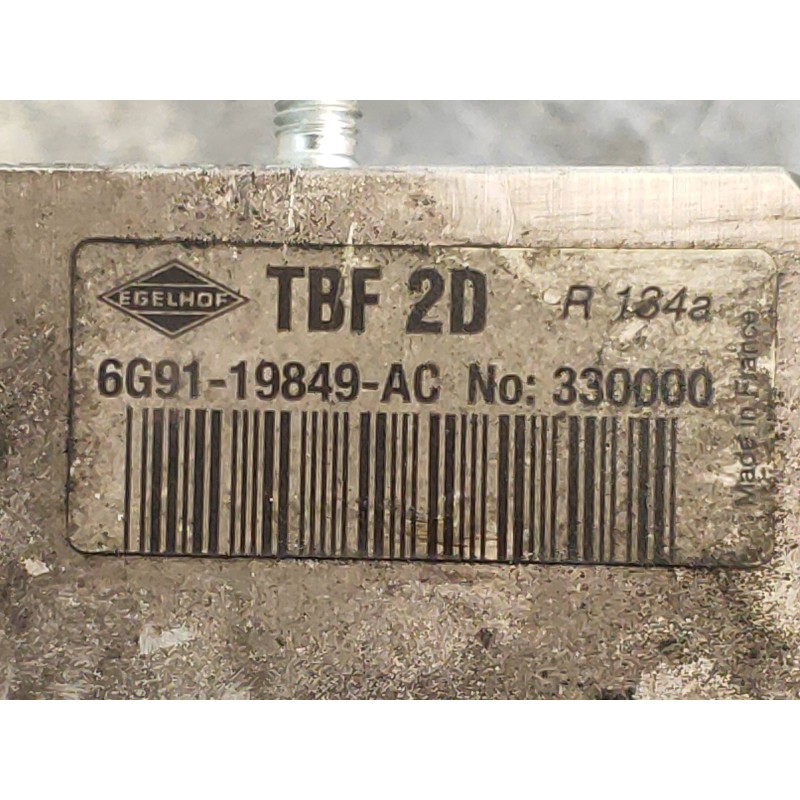 EGELHOF TBF 2D R 134a
6G91-19849-AC No: 330000
Made in France